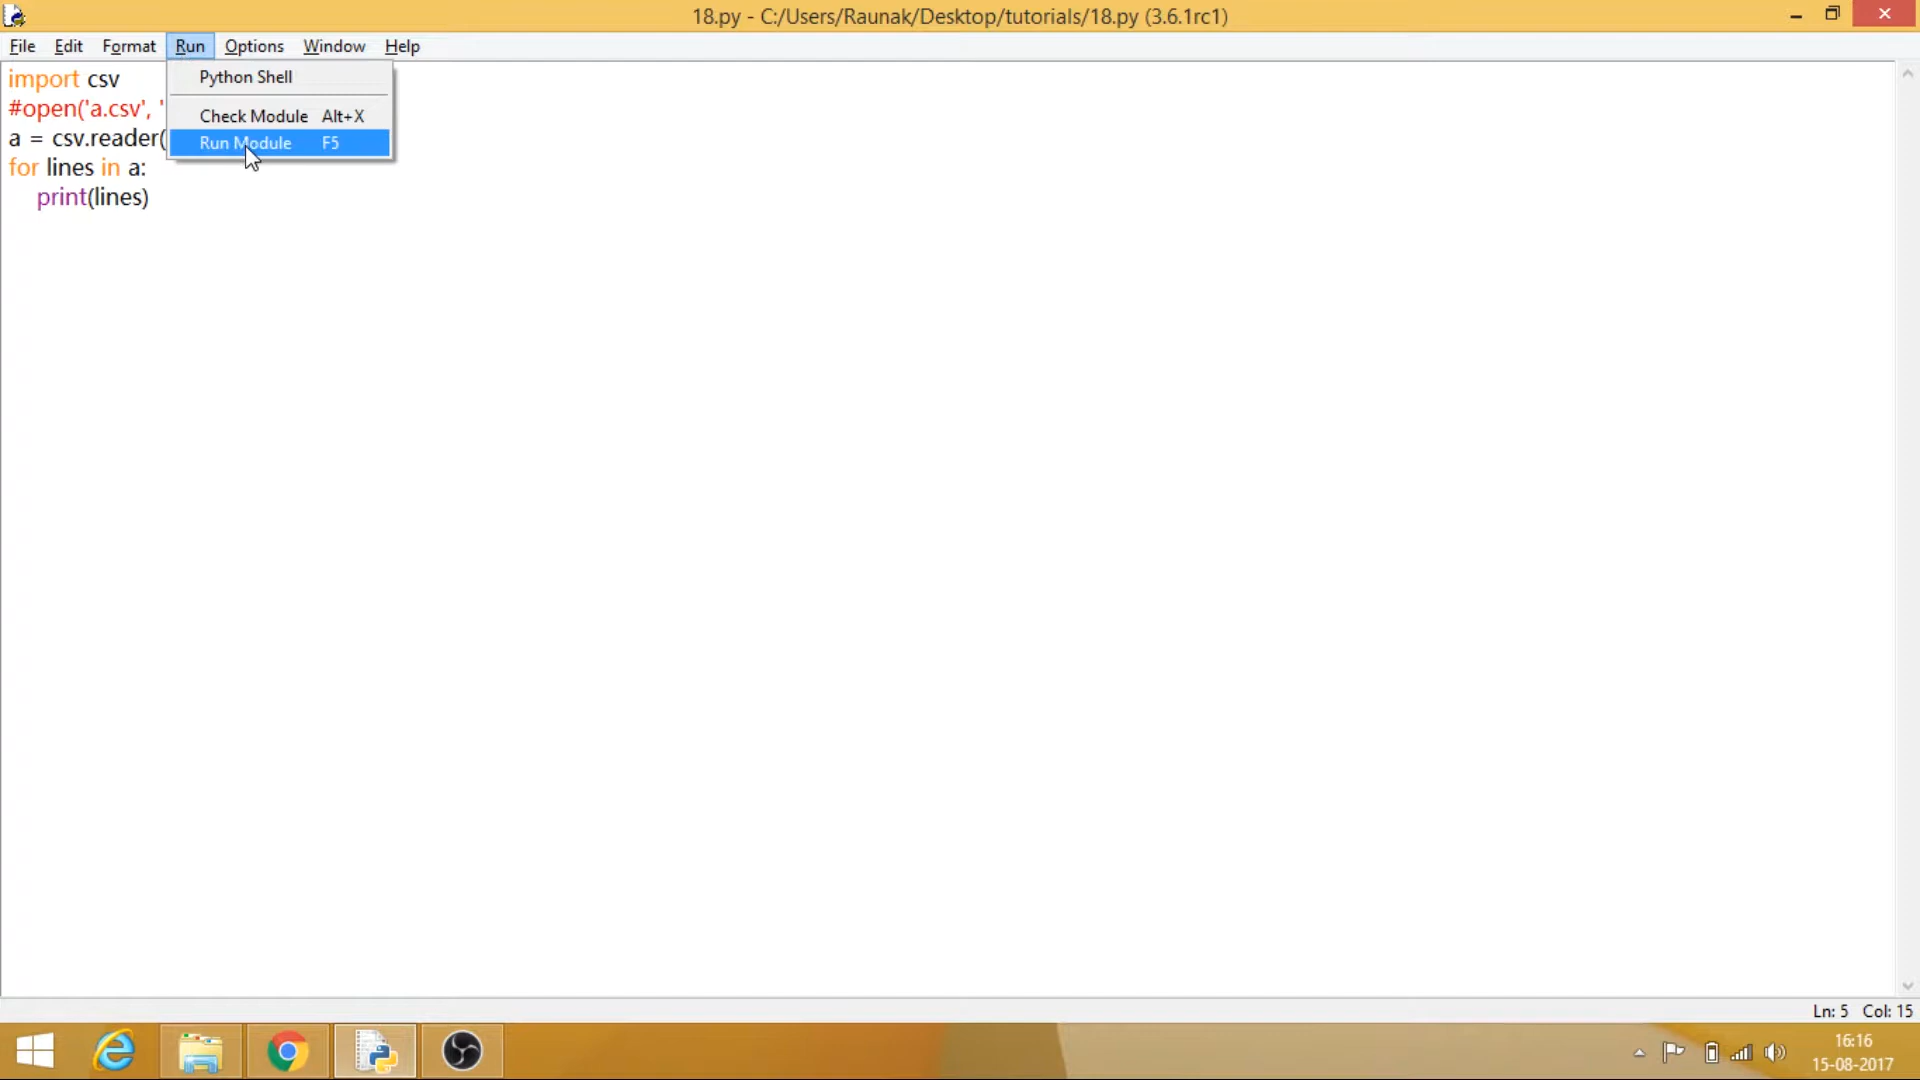 18.py - C:/Users/Raunak/Desktop/tutorials/18.py (3.6.1rc1)
File Edit Format Run Options Window Help
Python Shell
Check Module Alt+X
Run Module F5
import csv
#open('a.csv', '
a = csv.reader(
for lines in a:
print(lines)
Ln: 5 Col: 15
16:16
15-08-2017